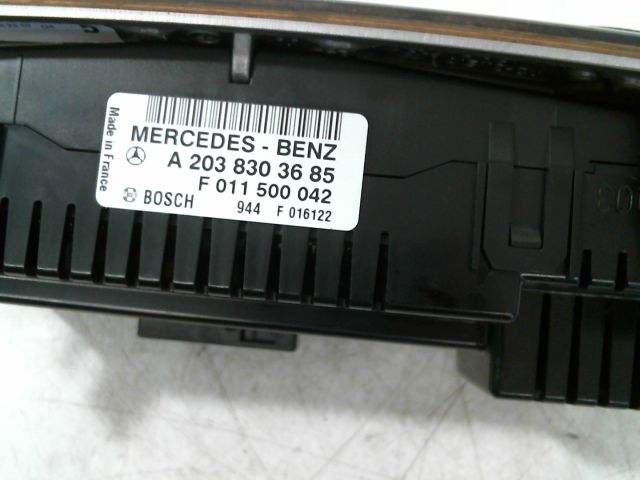 Made in France
MERCEDES - BENZ
A 203 830 36 85
F 011 500 042
BOSCH 944 F 016122